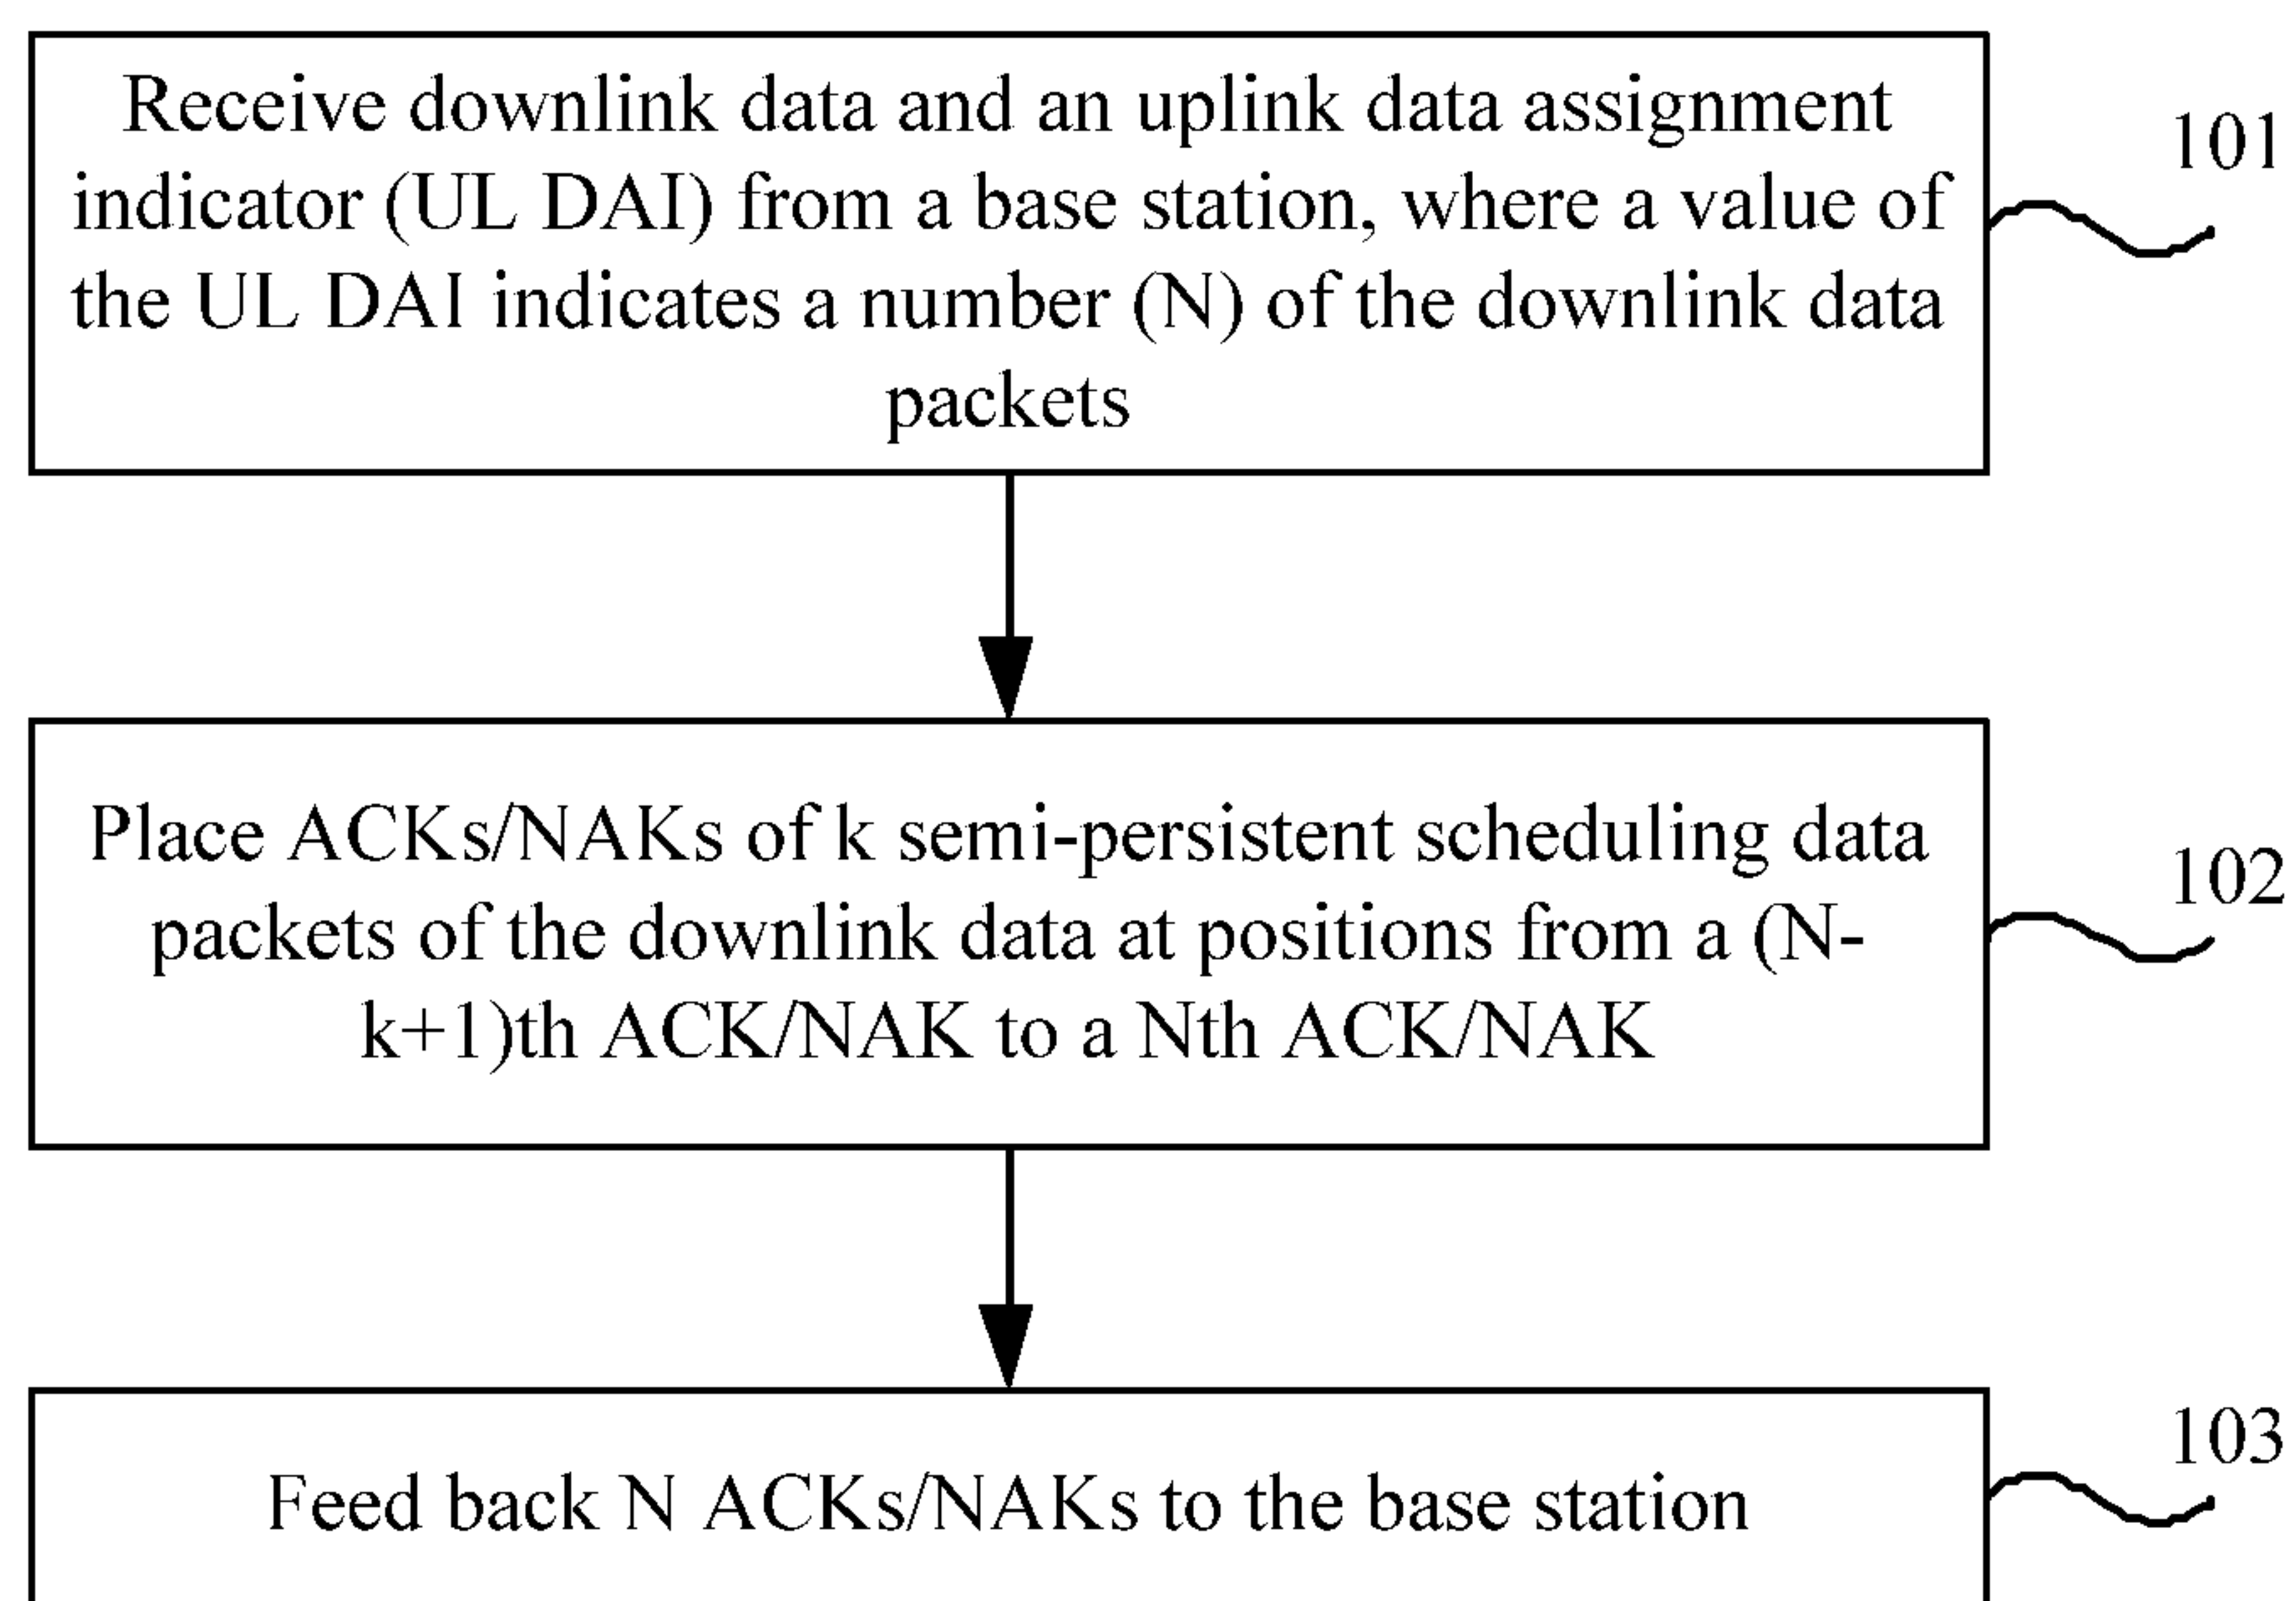 Receive downlink data and an uplink data assignment
indicator (UL DAI) from a base station, where a value of
the UL DAI indicates a number (N) of the downlink data
packets
101
Place ACKs/NAKs of k semi-persistent scheduling data
packets of the downlink data at positions from a (N-
k+1)th ACK/NAK to a Nth ACK/NAK
102
Feed back N ACKs/NAKs to the base station
103